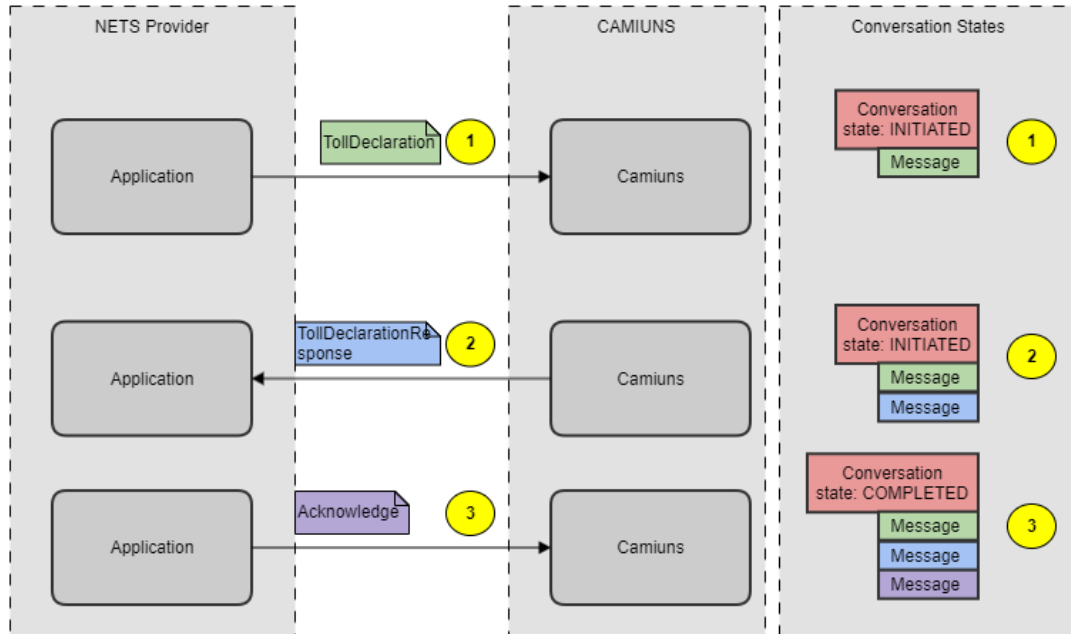 NETS Provider
CAMIUNS
Conversation States
Application
TollDeclaration
1
Camiuns
Conversation
state: INITIATED
Message
1
Application
TollDeclarationRe
sponse
2
Camiuns
Conversation
state: INITIATED
Message
Message
2
Application
Acknowledge
3
Camiuns
Conversation
state: COMPLETED
Message
Message
Message
3